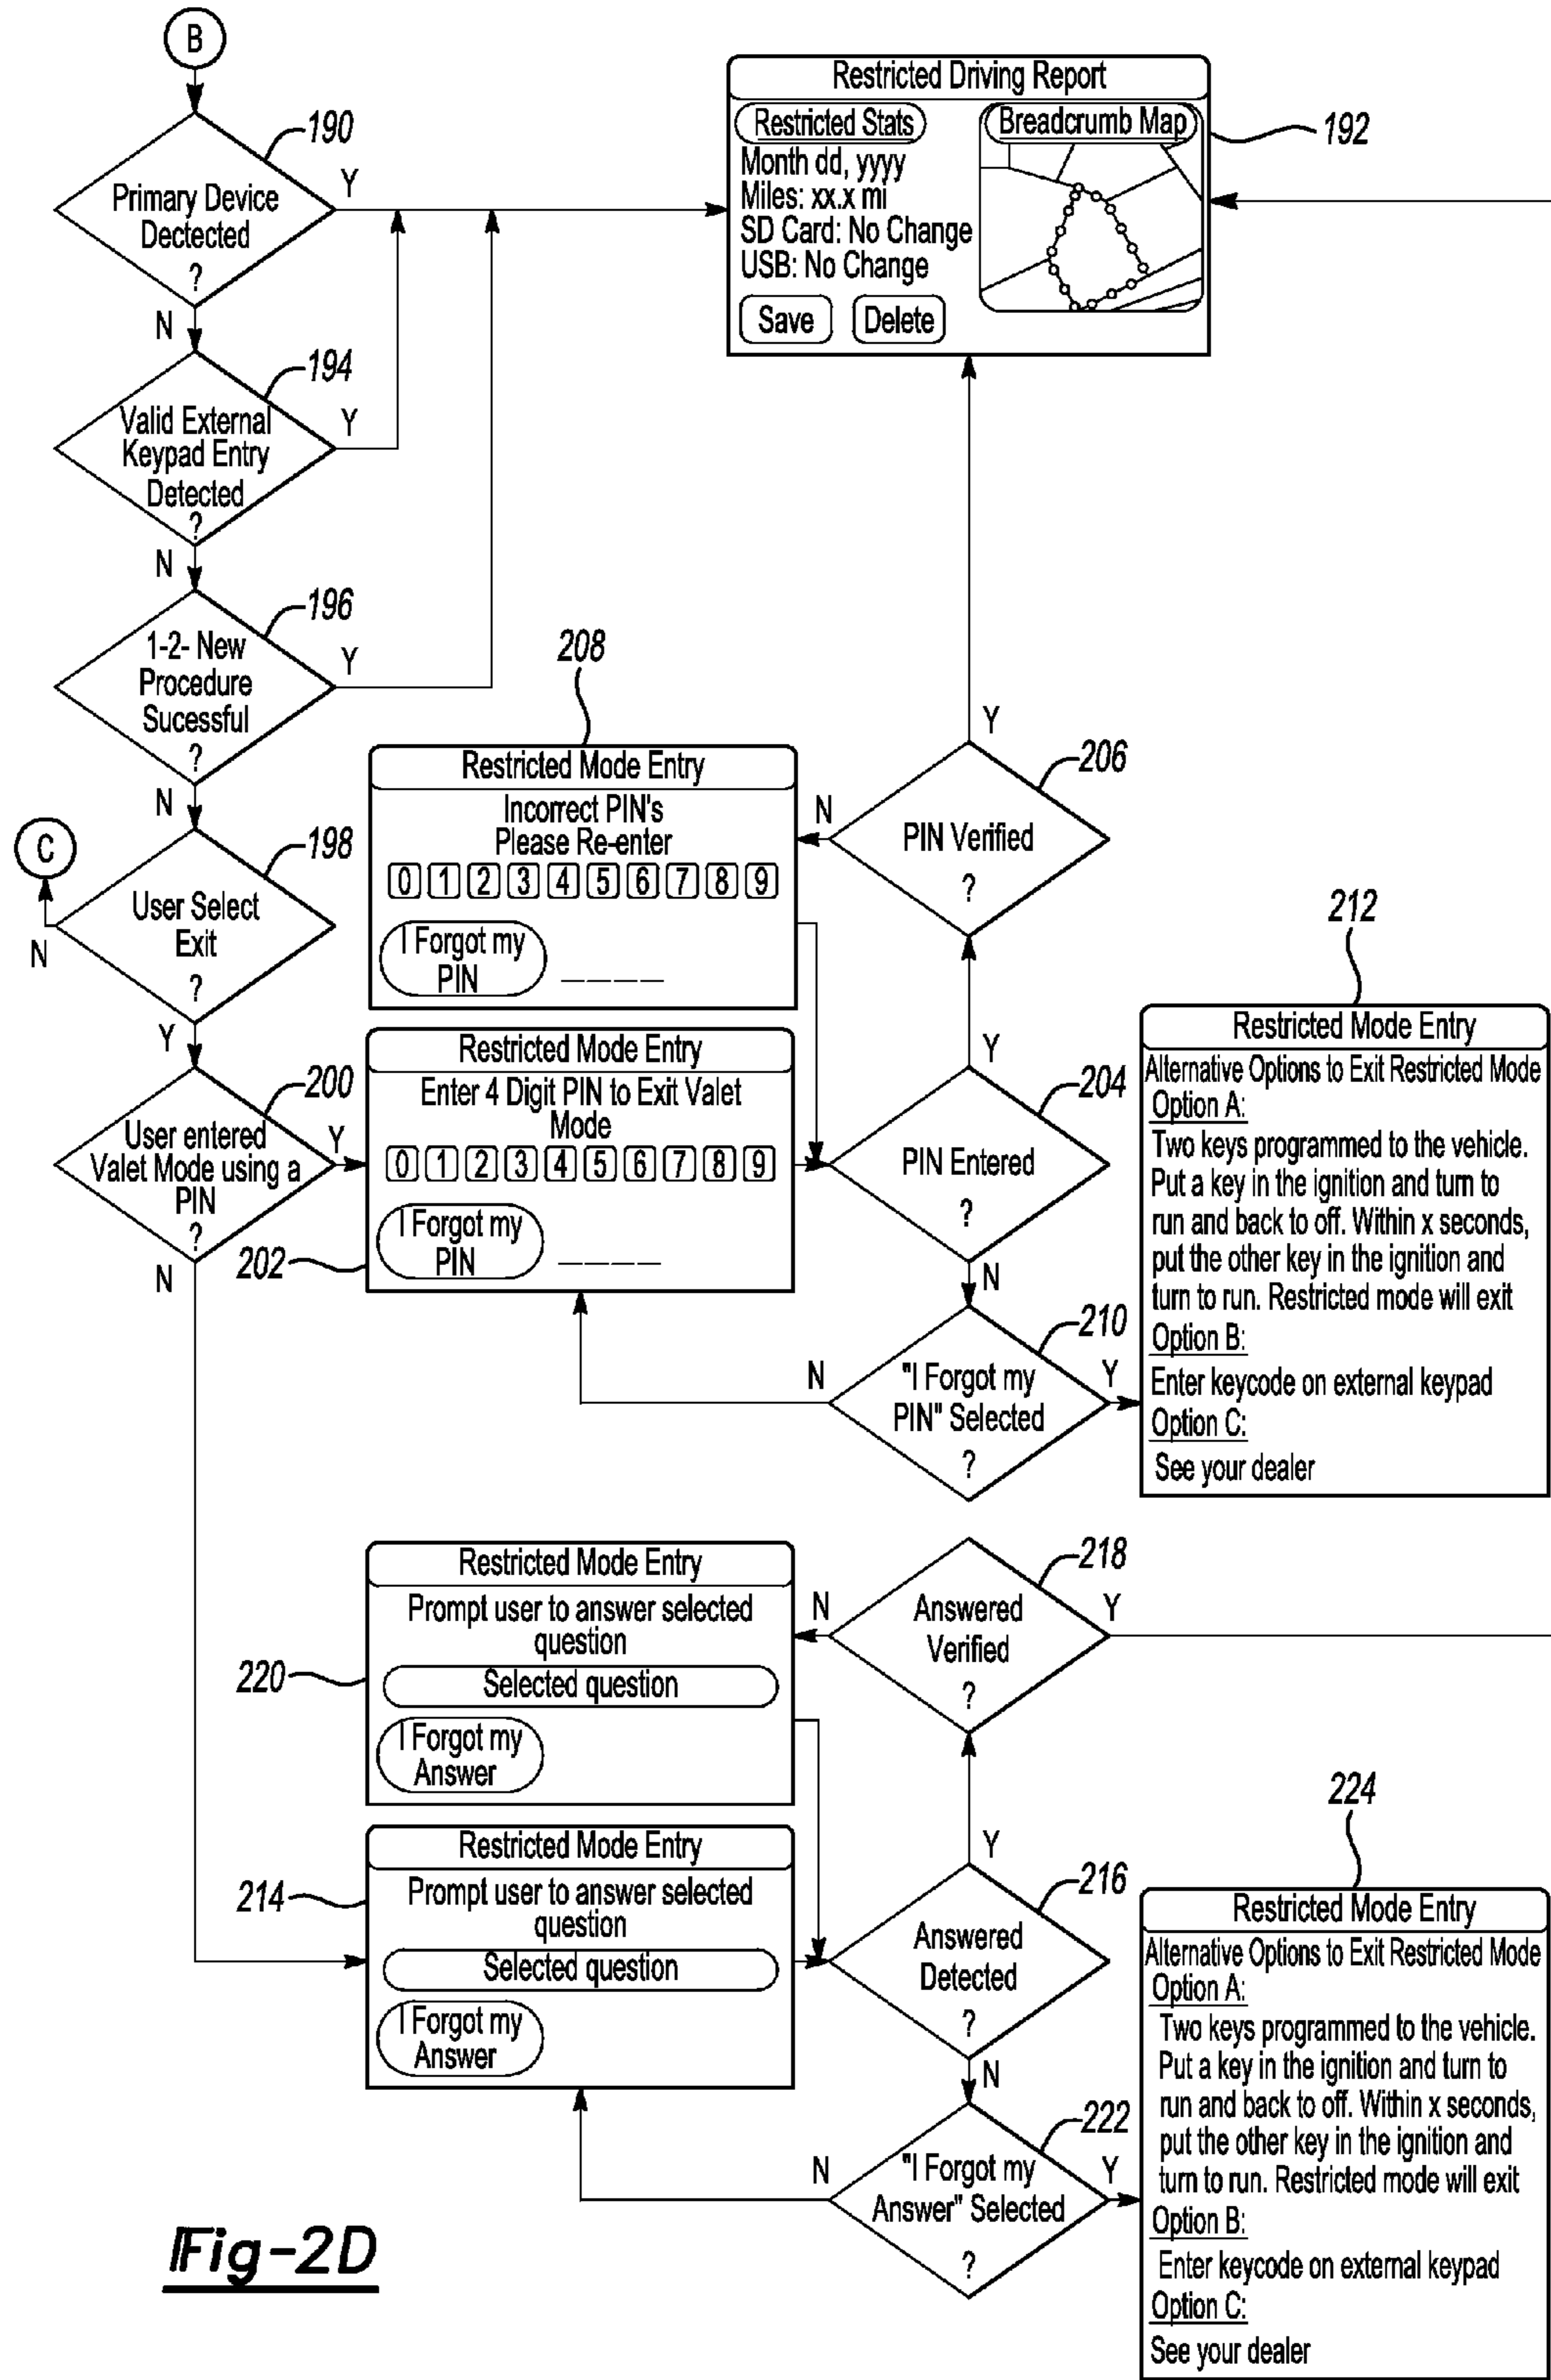 B
190
Primary Device
Dectected
?
Y
N
Restricted Driving Report
Restricted Stats
Month dd, yyyy
Miles: xx.x mi
SD Card: No Change
USB: No Change
Save
Delete
Breadcrumb Map
192
194
Valid External
Keypad Entry
Detected
?
Y
N
196
1-2- New
Procedure
Sucessful
?
Y
N
C
198
User Select
Exit
?
N
Y
200
User entered
Valet Mode using a
PIN
?
Y
N
208
Restricted Mode Entry
Incorrect PIN's
Please Re-enter
0 1 2 3 4 5 6 7 8 9
I Forgot my
PIN
_ _ _ _
202
Restricted Mode Entry
Enter 4 Digit PIN to Exit Valet
Mode
0 1 2 3 4 5 6 7 8 9
I Forgot my
PIN
_ _ _ _
Y
206
PIN Verified
?
N
Y
204
PIN Entered
?
N
210
"I Forgot my
PIN" Selected
?
N
Y
212
Restricted Mode Entry
Alternative Options to Exit Restricted Mode
Option A:
Two keys programmed to the vehicle.
Put a key in the ignition and turn to
run and back to off. Within x seconds,
put the other key in the ignition and
turn to run. Restricted mode will exit
Option B:
Enter keycode on external keypad
Option C:
See your dealer
220
Restricted Mode Entry
Prompt user to answer selected
question
Selected question
I Forgot my
Answer
218
Answered
Verified
?
N
Y
214
Restricted Mode Entry
Prompt user to answer selected
question
Selected question
I Forgot my
Answer
Y
216
Answered
Detected
?
N
222
"I Forgot my
Answer" Selected
?
N
Y
224
Restricted Mode Entry
Alternative Options to Exit Restricted Mode
Option A:
Two keys programmed to the vehicle.
Put a key in the ignition and turn to
run and back to off. Within x seconds,
put the other key in the ignition and
turn to run. Restricted mode will exit
Option B:
Enter keycode on external keypad
Option C:
See your dealer
Fig-2D